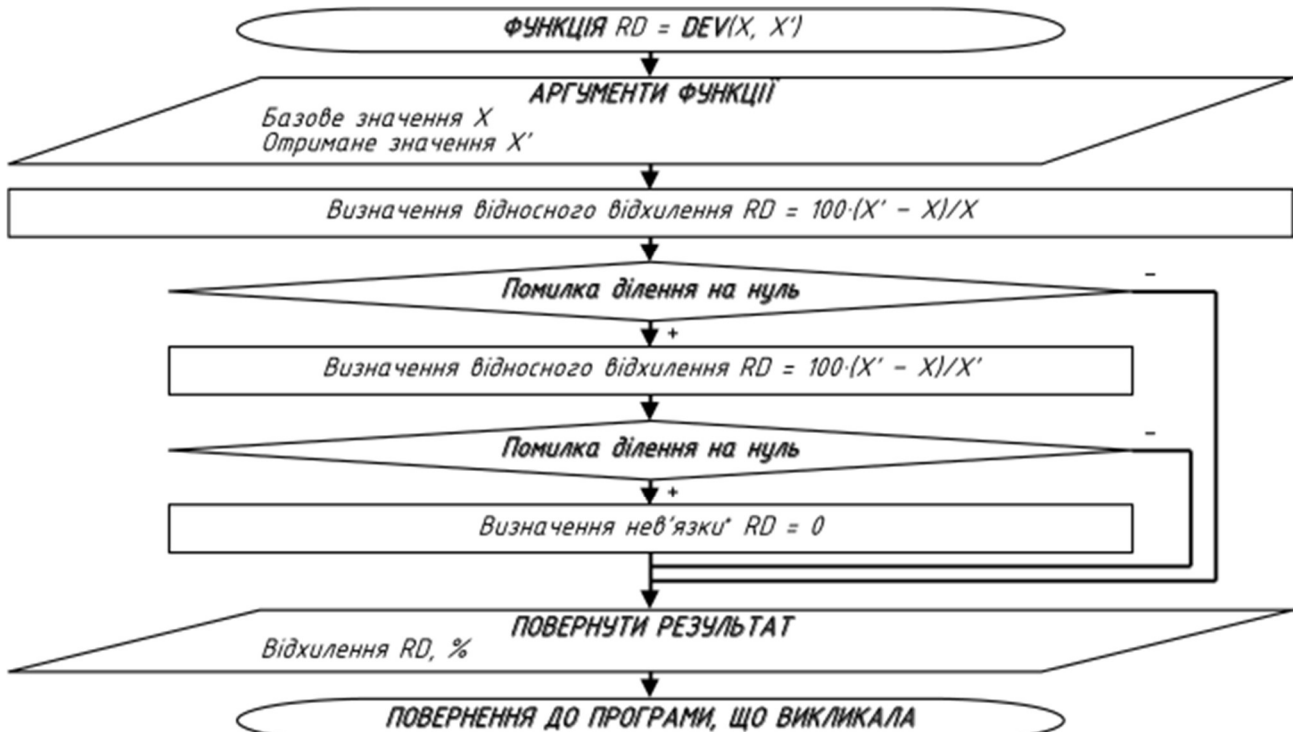 ФУНКЦІЯ RD = DEV(X, X')
АРГУМЕНТИ ФУНКЦІЇ
Базове значення X
Отримане значення X'
Визначення відносного відхилення RD = 100·(X' – X)/X
–
Помилка ділення на нуль
+
Визначення відносного відхилення RD = 100·(X' – X)/X'
–
Помилка ділення на нуль
+
Визначення нев'язки* RD = 0
ПОВЕРНУТИ РЕЗУЛЬТАТ
Відхилення RD, %
ПОВЕРНЕННЯ ДО ПРОГРАМИ, ЩО ВИКЛИКАЛА